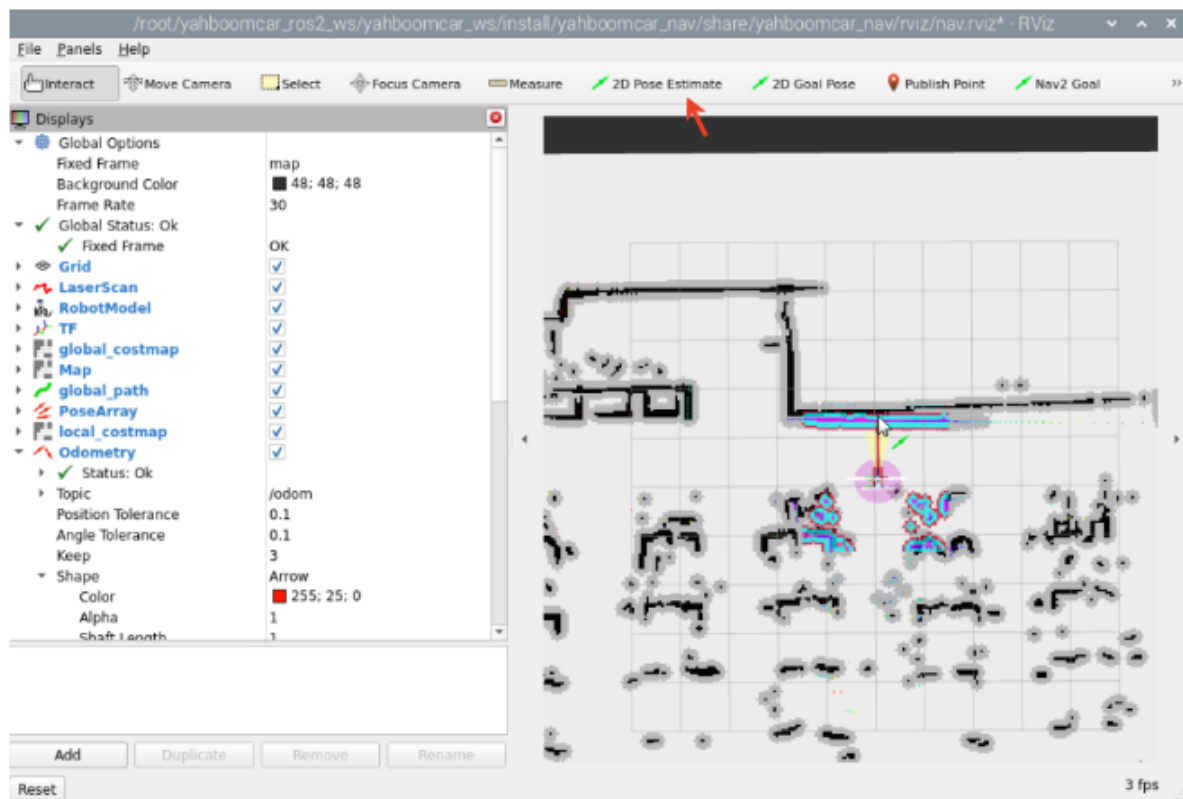 /root/yahboomcar_ros2_ws/yahboomcar_ws/install/yahboomcar_nav/share/yahboomcar_nav/rviz/nav.rviz* - RViz
File Panels Help
Interact Move Camera Select Focus Camera Measure 2D Pose Estimate 2D Goal Pose Publish Point Nav2 Goal »
Displays
Global Options
Fixed Frame map
Background Color 48; 48; 48
Frame Rate 30
Global Status: Ok
Fixed Frame OK
Grid
LaserScan
RobotModel
TF
global_costmap
Map
global_path
PoseArray
local_costmap
Odometry
Status: Ok
Topic /odom
Position Tolerance 0.1
Angle Tolerance 0.1
Keep 3
Shape Arrow
Color 255; 25; 0
Alpha 1
Shaft Length 1
Add Duplicate Remove Rename
Reset 3 fps